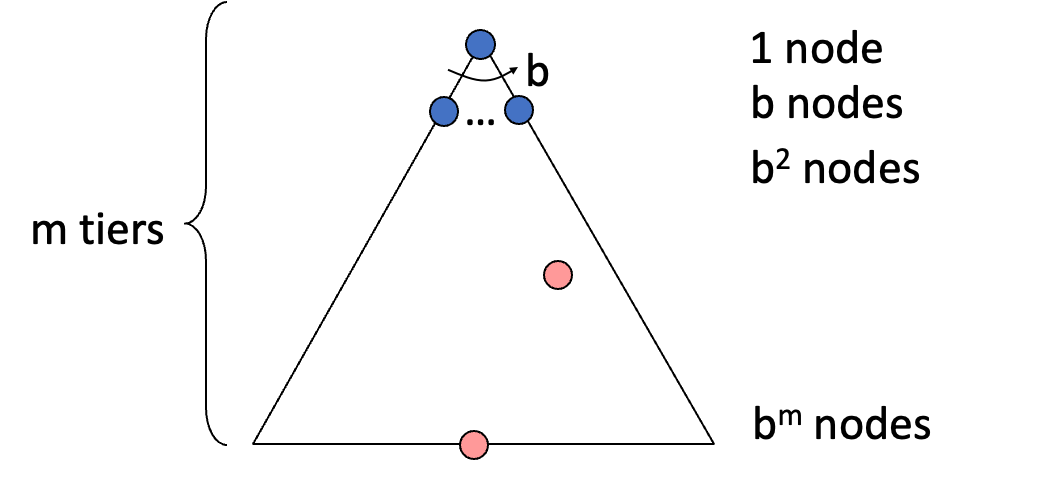 1 node
b
b nodes
...
b² nodes
m tiers
bᵐ nodes